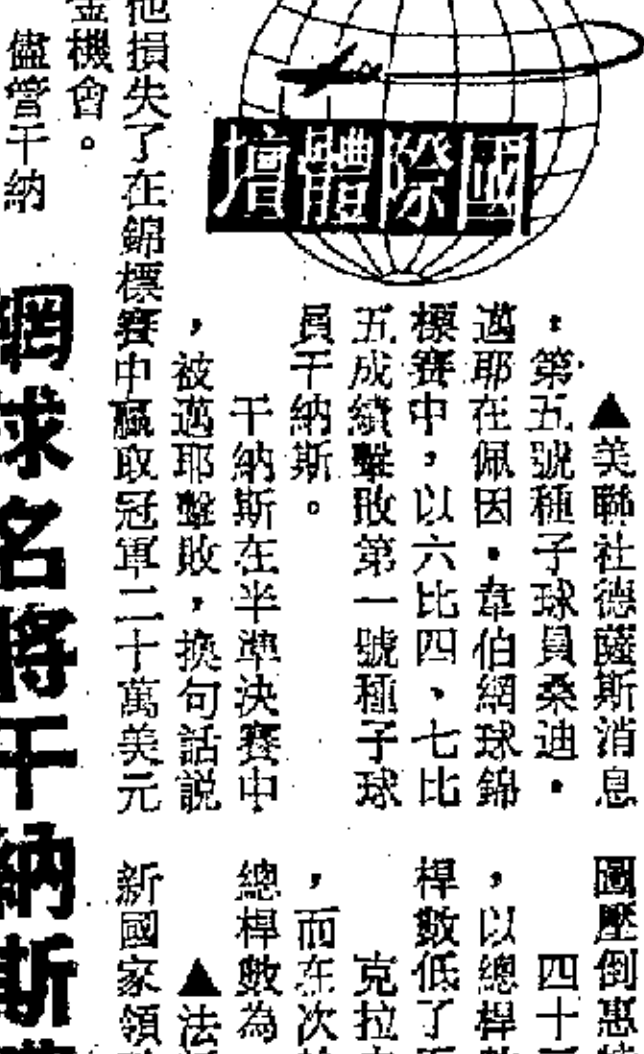 國際體壇
▲美聯社德薩斯消息
，第五號種子球員桑迪・
邁耶在佩因・韋伯網球錦
標賽中，以六比四、七比
五成績擊敗第一號種子球
員干納斯。
干納斯在半準決賽中
，被邁耶擊敗，換句話説
他損失了在錦標賽中贏取冠軍二十萬美元
金機會。
儘管干納
網球名將干納斯
圖壓倒惠
四十
，以總桿
桿數低了
克拉
，而在次
總桿數為
▲法
新國家領